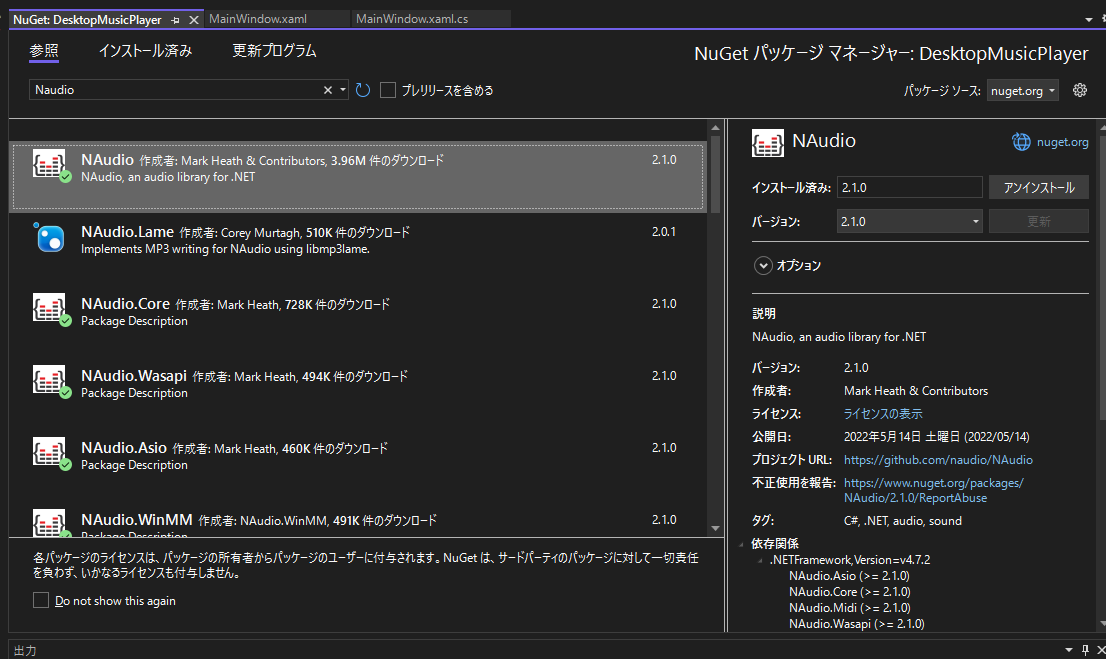 NuGet: DesktopMusicPlayer
MainWindow.xaml
MainWindow.xaml.cs
参照
インストール済み
更新プログラム
NuGet パッケージ マネージャー: DesktopMusicPlayer
Naudio
プレリリースを含める
パッケージ ソース:
nuget.org
NAudio 作成者: Mark Heath & Contributors, 3.96M 件のダウンロード
2.1.0
NAudio, an audio library for .NET
NAudio.Lame 作成者: Corey Murtagh, 510K 件のダウンロード
2.0.1
Implements MP3 writing for NAudio using libmp3lame.
NAudio.Core 作成者: Mark Heath, 728K 件のダウンロード
2.1.0
Package Description
NAudio.Wasapi 作成者: Mark Heath, 494K 件のダウンロード
2.1.0
Package Description
NAudio.Asio 作成者: Mark Heath, 460K 件のダウンロード
2.1.0
Package Description
NAudio.WinMM 作成者: NAudio.WinMM, 491K 件のダウンロード
2.1.0
Package Description
各パッケージのライセンスは、パッケージの所有者からパッケージのユーザーに付与されます。NuGet は、サードパーティのパッケージに対して一切責任
を負わず、いかなるライセンスも付与しません。
Do not show this again
NAudio
nuget.org
インストール済み:
2.1.0
アンインストール
バージョン:
2.1.0
更新
オプション
説明
NAudio, an audio library for .NET
バージョン: 2.1.0
作成者: Mark Heath & Contributors
ライセンス: ライセンスの表示
公開日: 2022年5月14日 土曜日 (2022/05/14)
プロジェクト URL: https://github.com/naudio/NAudio
不正使用を報告: https://www.nuget.org/packages/
NAudio/2.1.0/ReportAbuse
タグ: C#, .NET, audio, sound
依存関係
.NETFramework,Version=v4.7.2
NAudio.Asio (>= 2.1.0)
NAudio.Core (>= 2.1.0)
NAudio.Midi (>= 2.1.0)
NAudio.Wasapi (>= 2.1.0)
出力